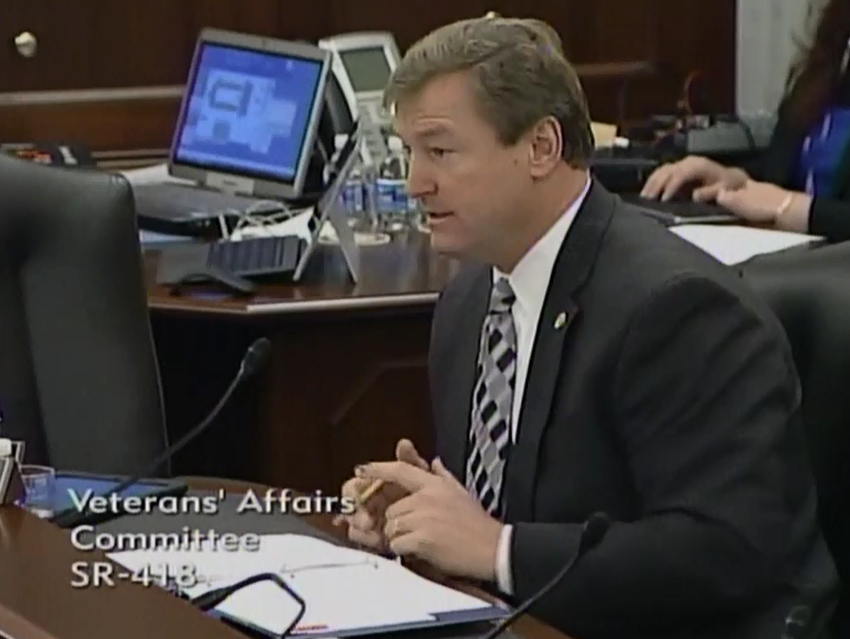 Veterans' Affairs
Committee
SR-418